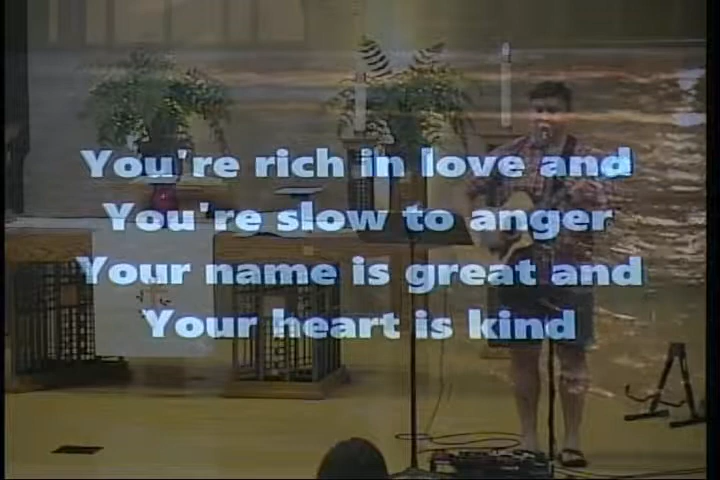 You're rich in love and
You're slow to anger
Your name is great and
Your heart is kind